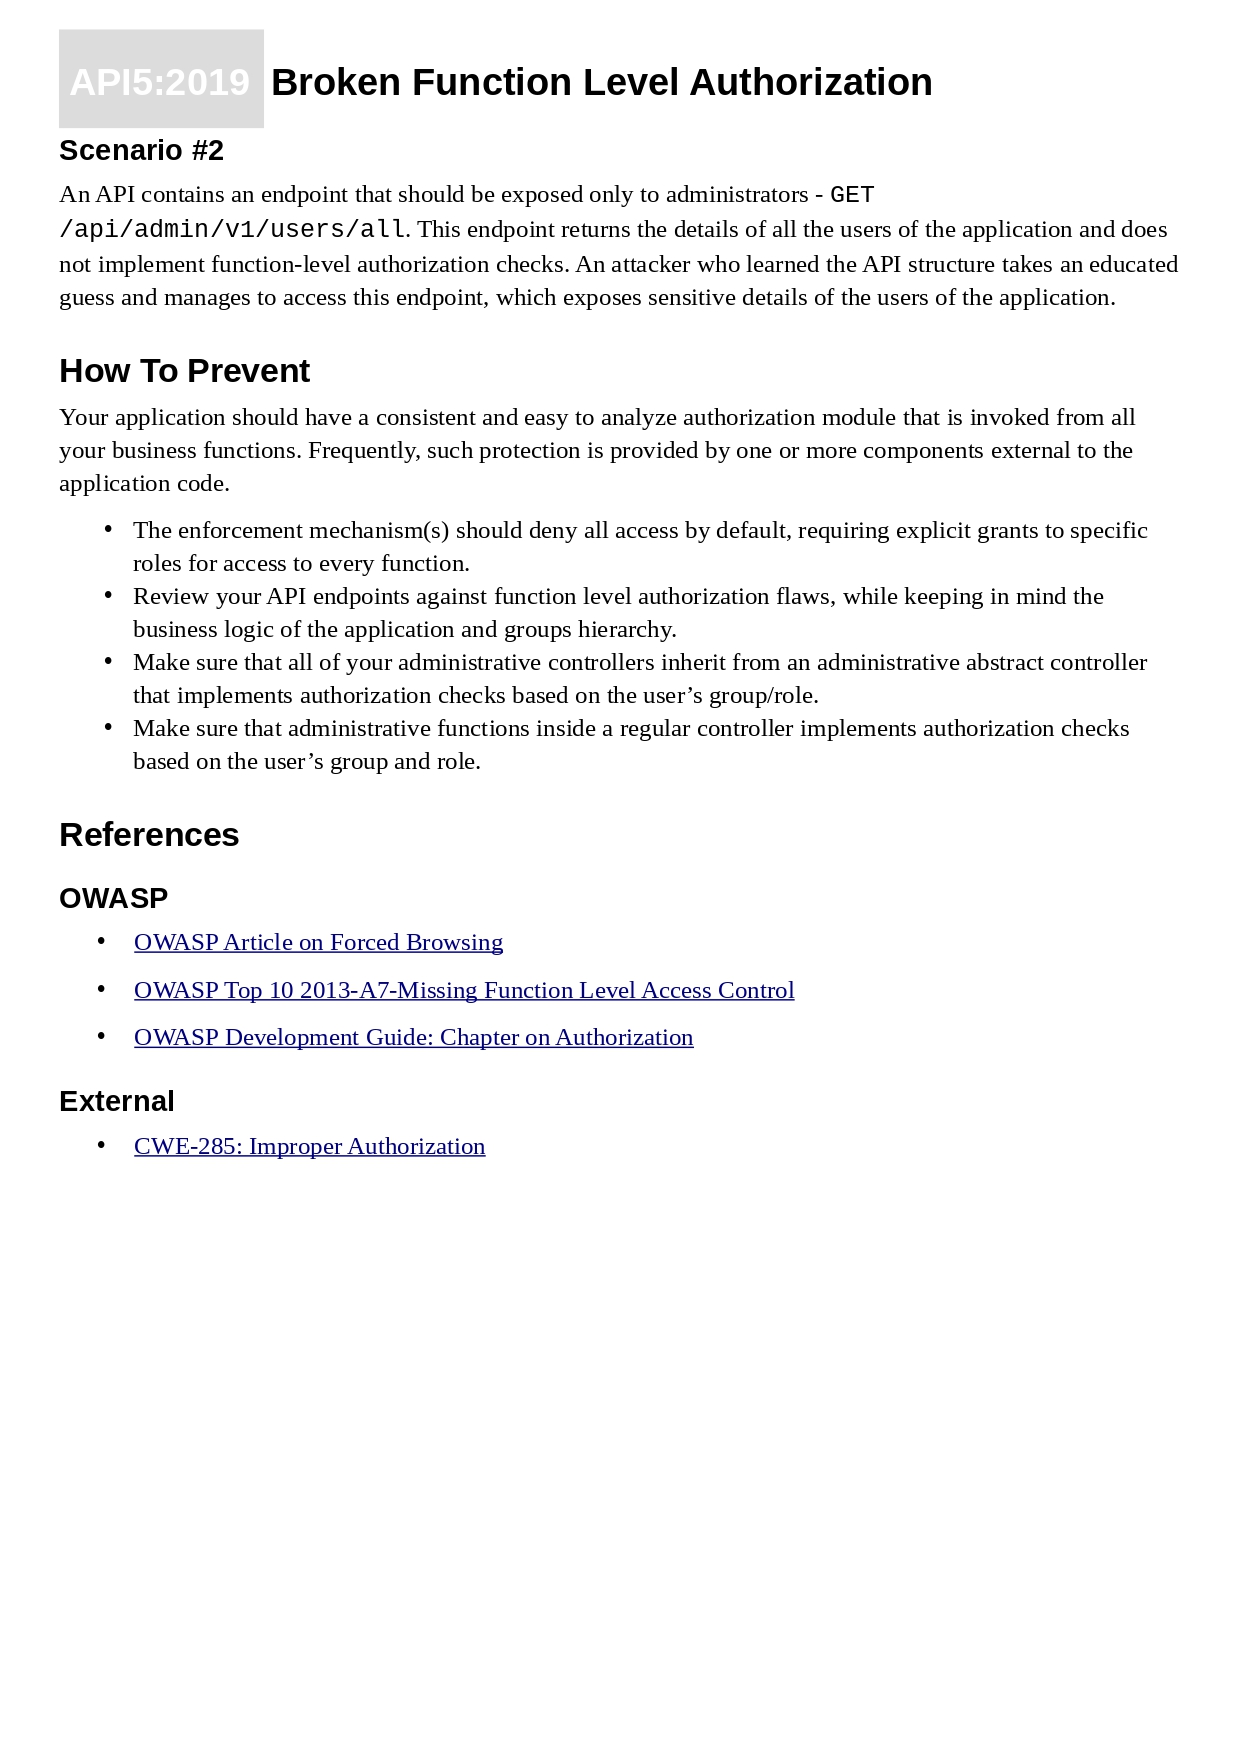 API5:2019 Broken Function Level Authorization
Scenario #2
An API contains an endpoint that should be exposed only to administrators - GET
/api/admin/v1/users/all. This endpoint returns the details of all the users of the application and does
not implement function-level authorization checks. An attacker who learned the API structure takes an educated
guess and manages to access this endpoint, which exposes sensitive details of the users of the application.
How To Prevent
Your application should have a consistent and easy to analyze authorization module that is invoked from all
your business functions. Frequently, such protection is provided by one or more components external to the
application code.
• The enforcement mechanism(s) should deny all access by default, requiring explicit grants to specific
roles for access to every function.
• Review your API endpoints against function level authorization flaws, while keeping in mind the
business logic of the application and groups hierarchy.
• Make sure that all of your administrative controllers inherit from an administrative abstract controller
that implements authorization checks based on the user’s group/role.
• Make sure that administrative functions inside a regular controller implements authorization checks
based on the user’s group and role.
References
OWASP
• OWASP Article on Forced Browsing
• OWASP Top 10 2013-A7-Missing Function Level Access Control
• OWASP Development Guide: Chapter on Authorization
External
• CWE-285: Improper Authorization